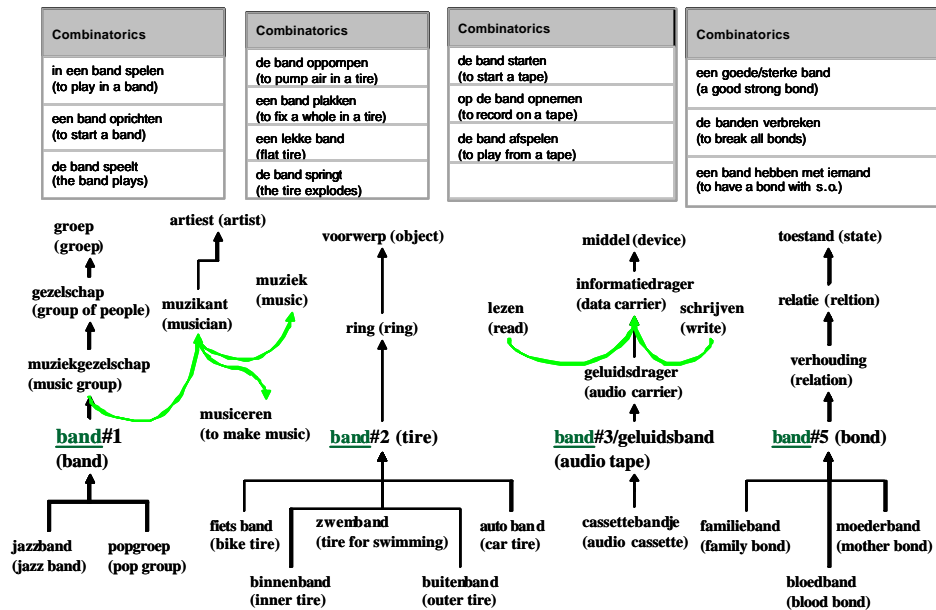 Combinatorics
in een band spelen
(to play in a band)
een band oprichten
(to start a band)
de band speelt
(the band plays)
Combinatorics
de band oppompen
(to pump air in a tire)
een band plakken
(to fix a whole in a tire)
een lekke band
(flat tire)
de band springt
(the tire explodes)
Combinatorics
de band starten
(to start a tape)
op de band opnemen
(to record on a tape)
de band afspelen
(to play from a tape)
Combinatorics
een goede/sterke band
(a good strong bond)
de banden verbreken
(to break all bonds)
een band hebben met iemand
(to have a bond with s.o.)
groep
(groep)
gezelschap
(group of people)
muziekgezelschap
(music group)
band#1
(band)
jazzband
(jazz band)
popgroep
(pop group)
artiest (artist)
muzikant
(musician)
muziek
(music)
musiceren
(to make music)
voorwerp (object)
ring (ring)
band#2 (tire)
fiets band
(bike tire)
zwemband
(tire for swimming)
auto band
(car tire)
binnenband
(inner tire)
buitenband
(outer tire)
middel (device)
informatiedrager
(data carrier)
lezen
(read)
schrijven
(write)
geluidsdrager
(audio carrier)
band#3/geluidsband
(audio tape)
cassettebandje
(audio cassette)
toestand (state)
relatie (reltion)
verhouding
(relation)
band#5 (bond)
familieband
(family bond)
moederband
(mother bond)
bloedband
(blood bond)